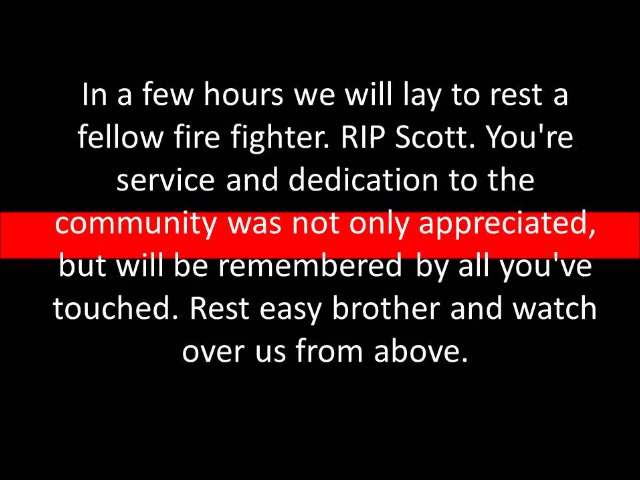 In a few hours we will lay to rest a
fellow fire fighter. RIP Scott. You're
service and dedication to the
community was not only appreciated,
but will be remembered by all you've
touched. Rest easy brother and watch
over us from above.